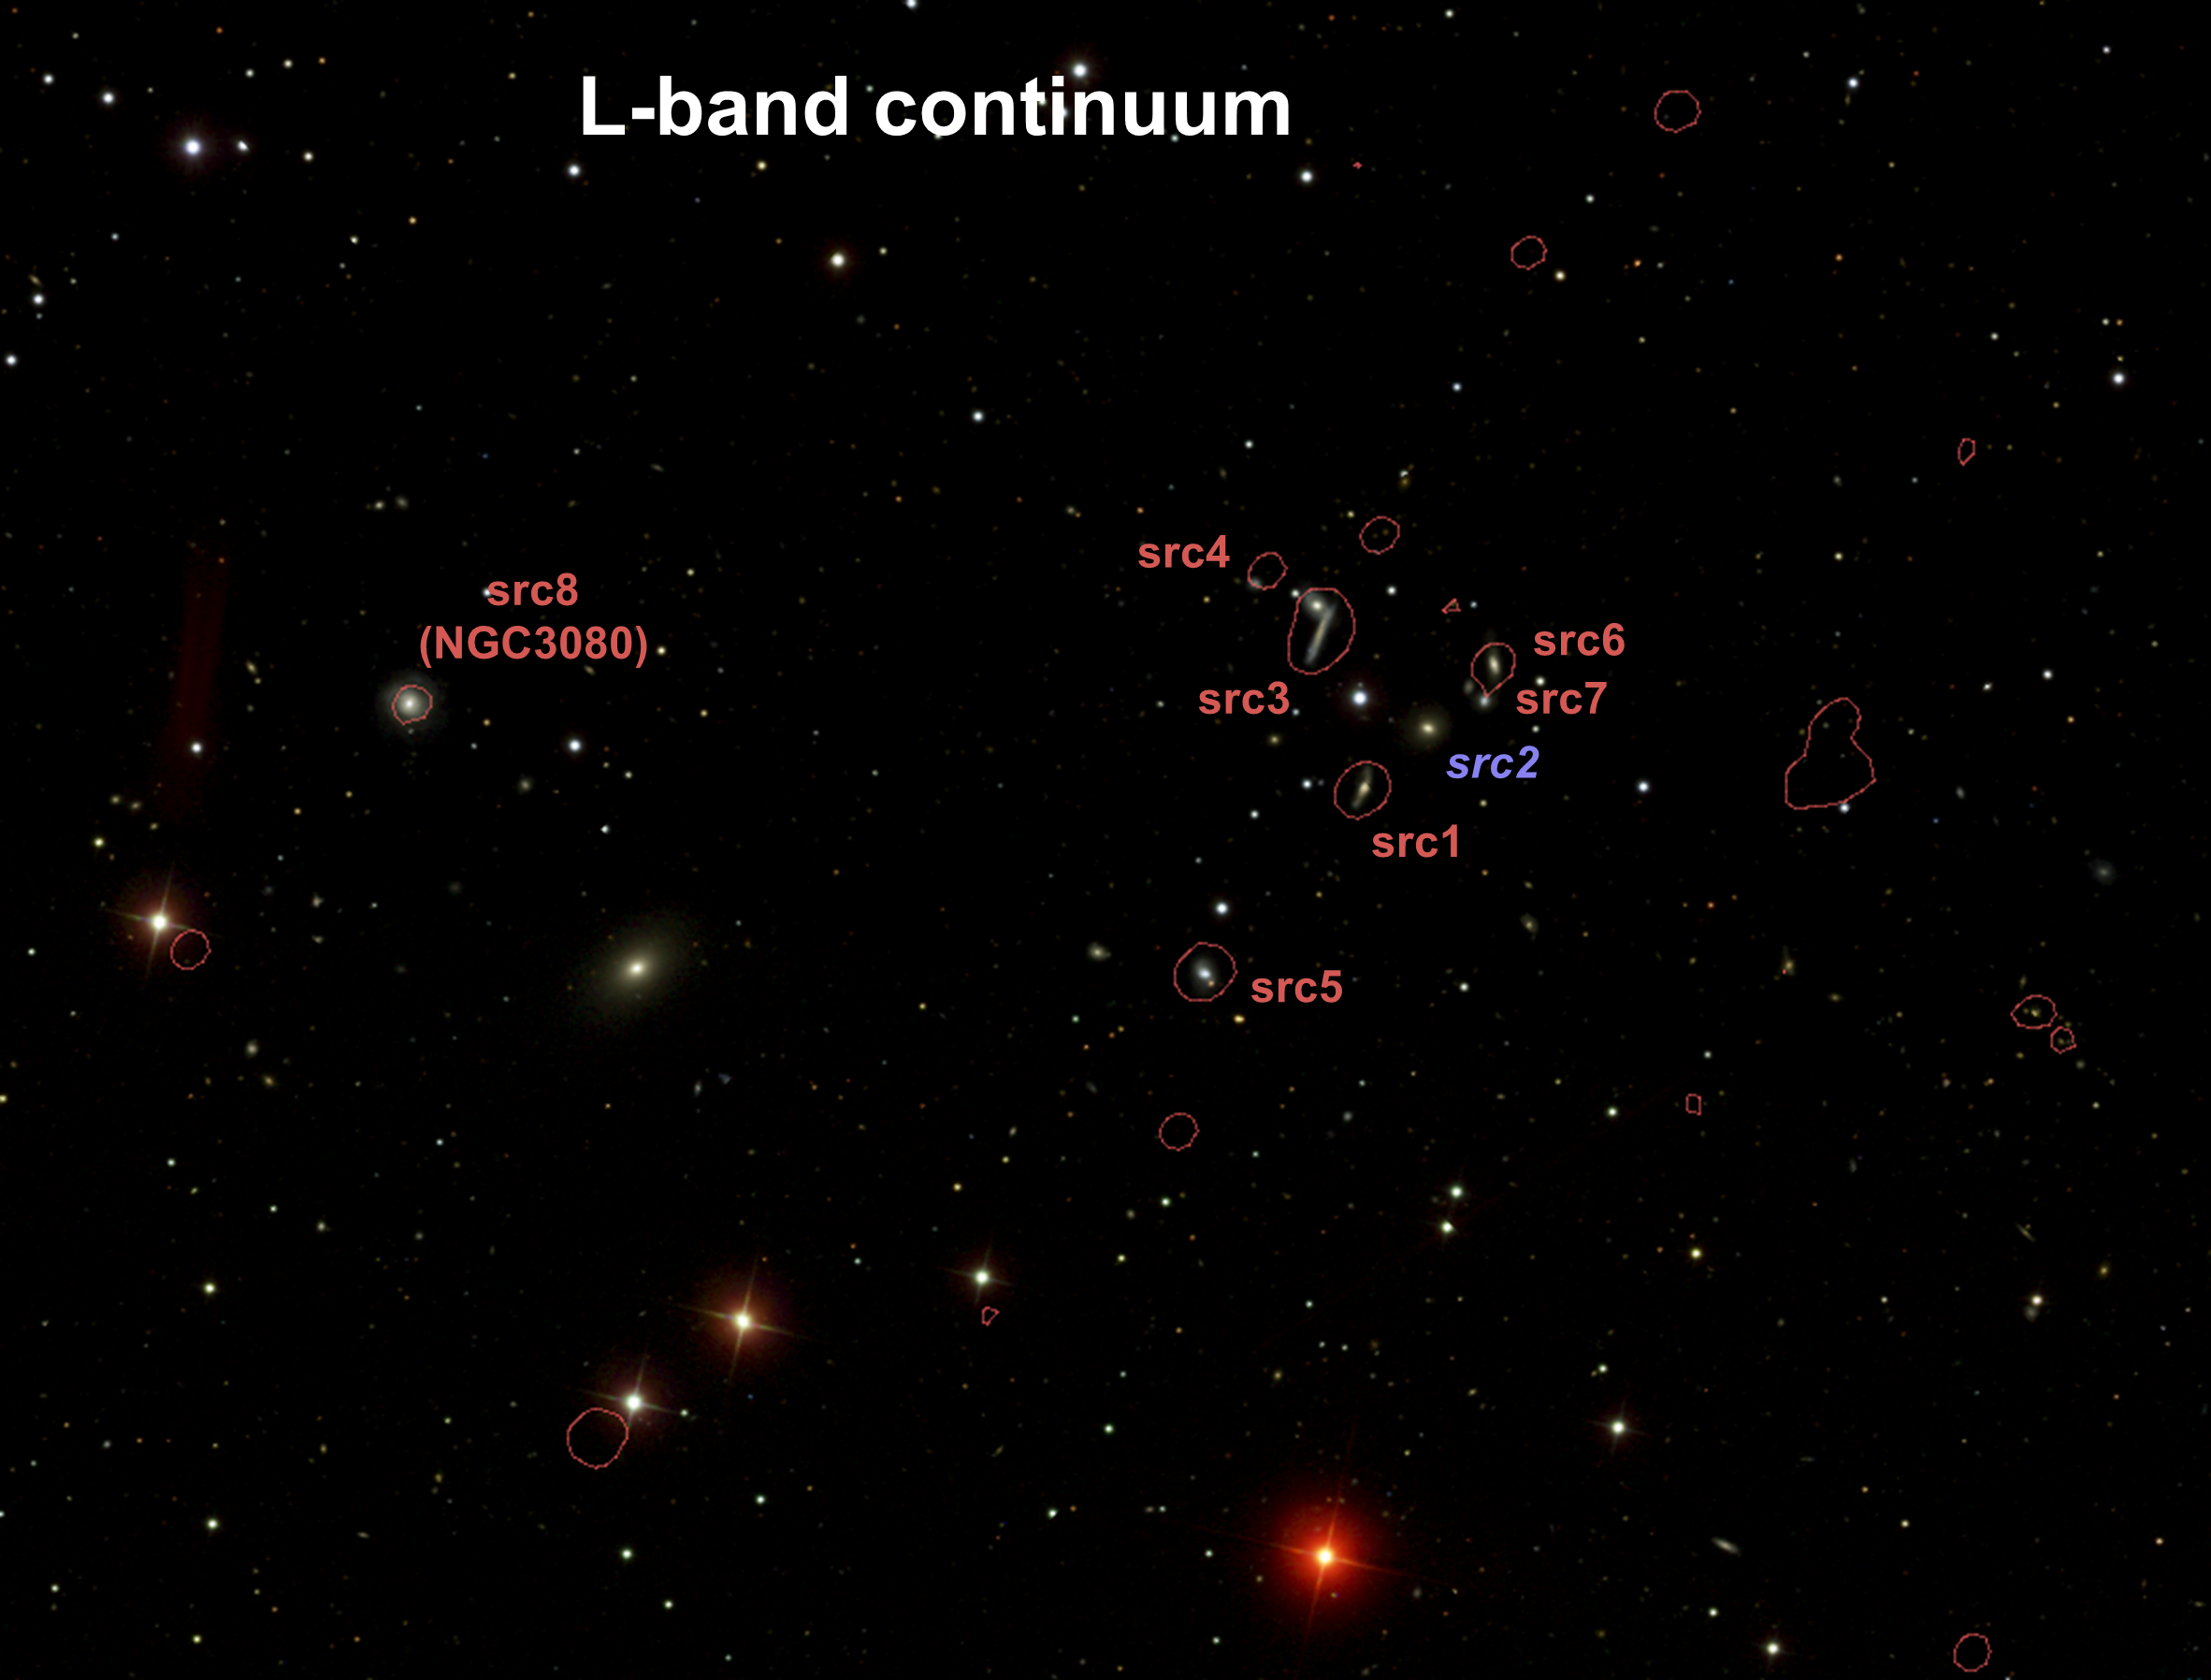 L-band continuum
src4
src8
(NGC3080)
src6
src3
src7
src2
src1
src5